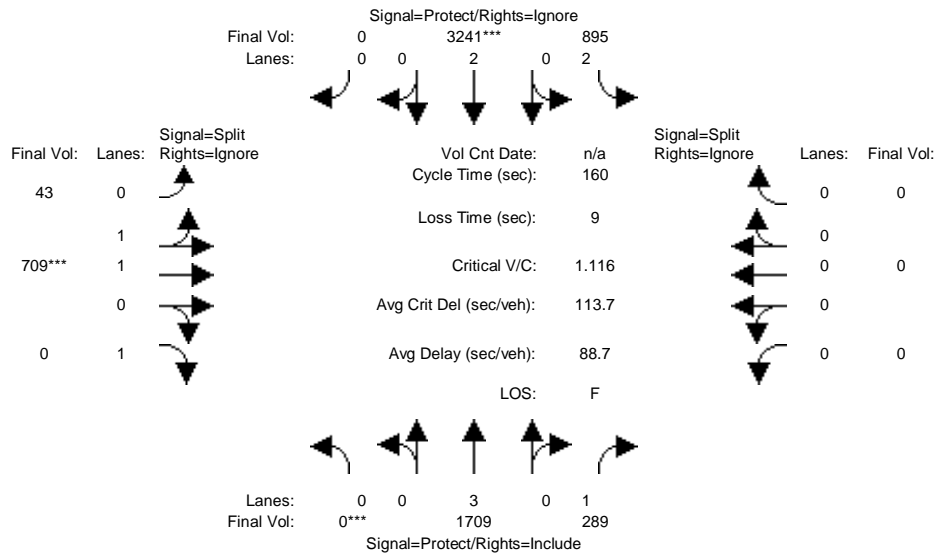 Signal=Protect/Rights=Ignore
Final Vol: 0 3241*** 895
Lanes: 0 0 2 0 2
Signal=Split
Final Vol: Lanes: Rights=Ignore
Vol Cnt Date: n/a
Signal=Split
Rights=Ignore Lanes: Final Vol:
Cycle Time (sec): 160
43 0
0 0
Loss Time (sec): 9
1
0
709*** 1
Critical V/C: 1.116
0 0
0
Avg Crit Del (sec/veh): 113.7
0
0 1
Avg Delay (sec/veh): 88.7
0 0
LOS: F
Lanes: 0 0 3 0 1
Final Vol: 0*** 1709 289
Signal=Protect/Rights=Include